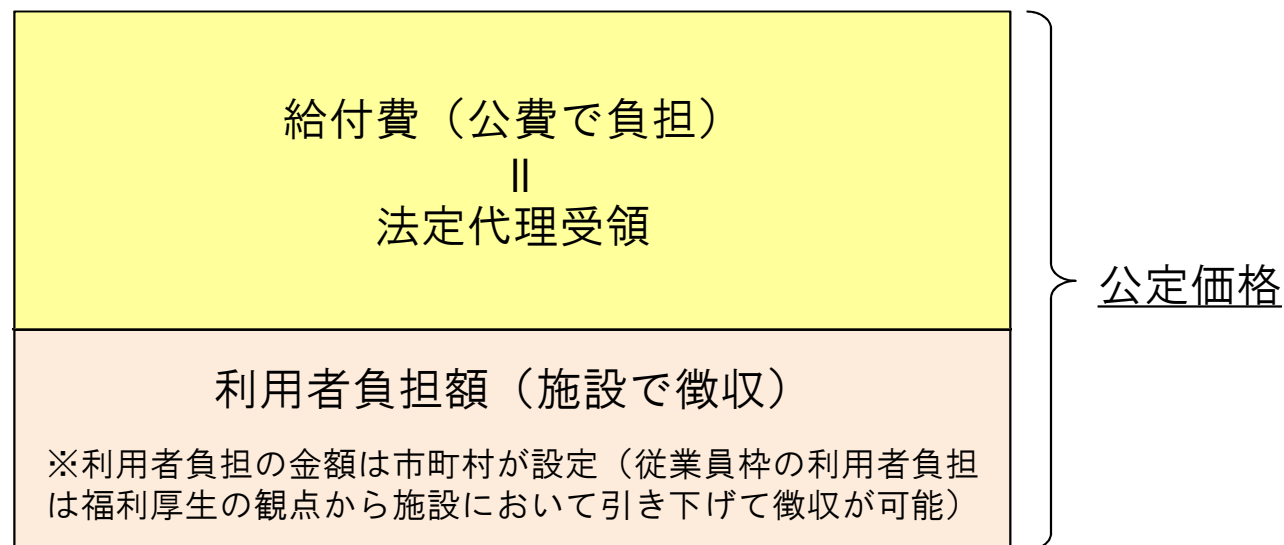 給付費（公費で負担）
||
法定代理受領
公定価格
利用者負担額（施設で徴収）
※利用者負担の金額は市町村が設定（従業員枠の利用者負担
は福利厚生の観点から施設において引き下げて徴収が可能）